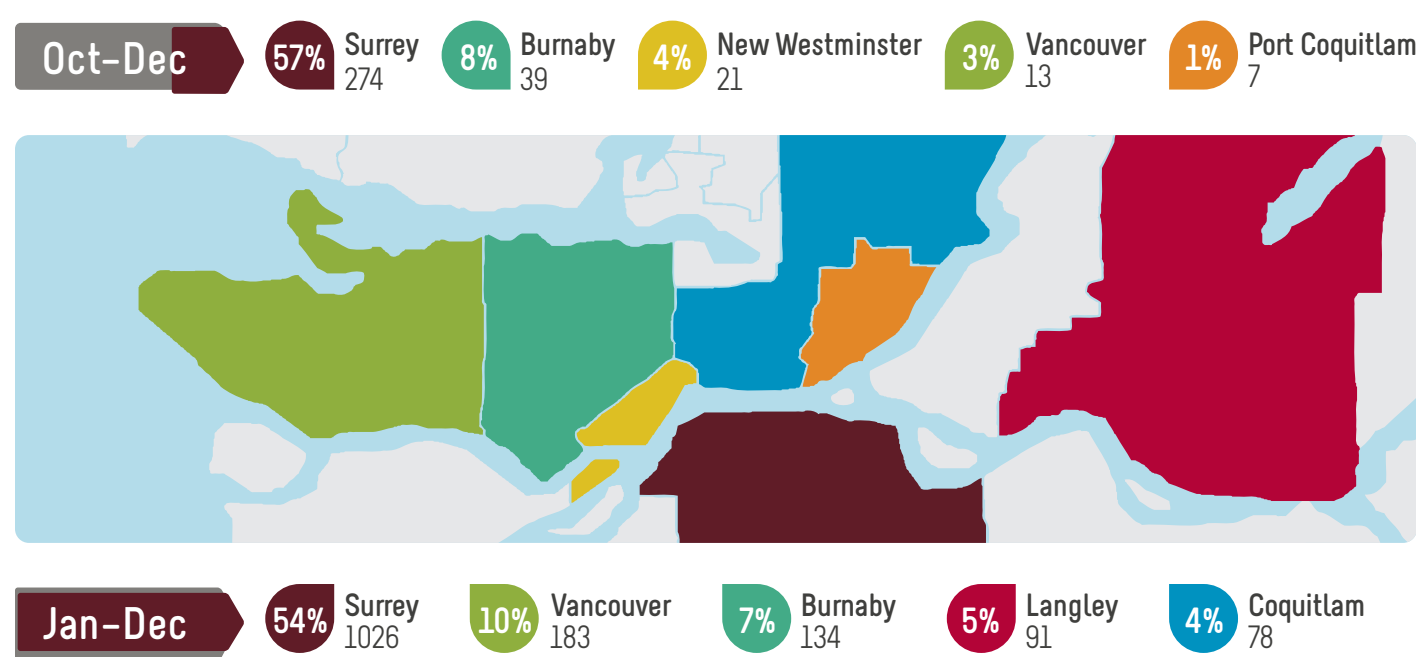 Oct–Dec
57% Surrey 274
8% Burnaby 39
4% New Westminster 21
3% Vancouver 13
1% Port Coquitlam 7
Jan–Dec
54% Surrey 1026
10% Vancouver 183
7% Burnaby 134
5% Langley 91
4% Coquitlam 78